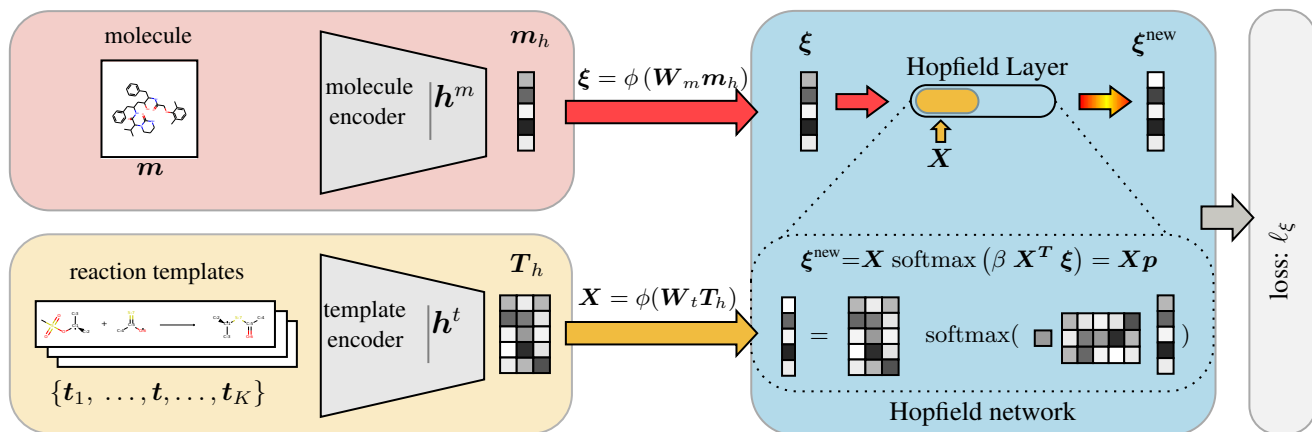 molecule
m
molecule
encoder
h^m
m_h
ξ = ϕ (W_m m_h)
ξ
Hopfield Layer
X
ξ^new
reaction templates
{t_1, …, t, …, t_K}
template
encoder
h^t
T_h
X = ϕ(W_t T_h)
ξ^new=X softmax (β X^T ξ) = Xp
= softmax( )
Hopfield network
loss: ℓ_ξ